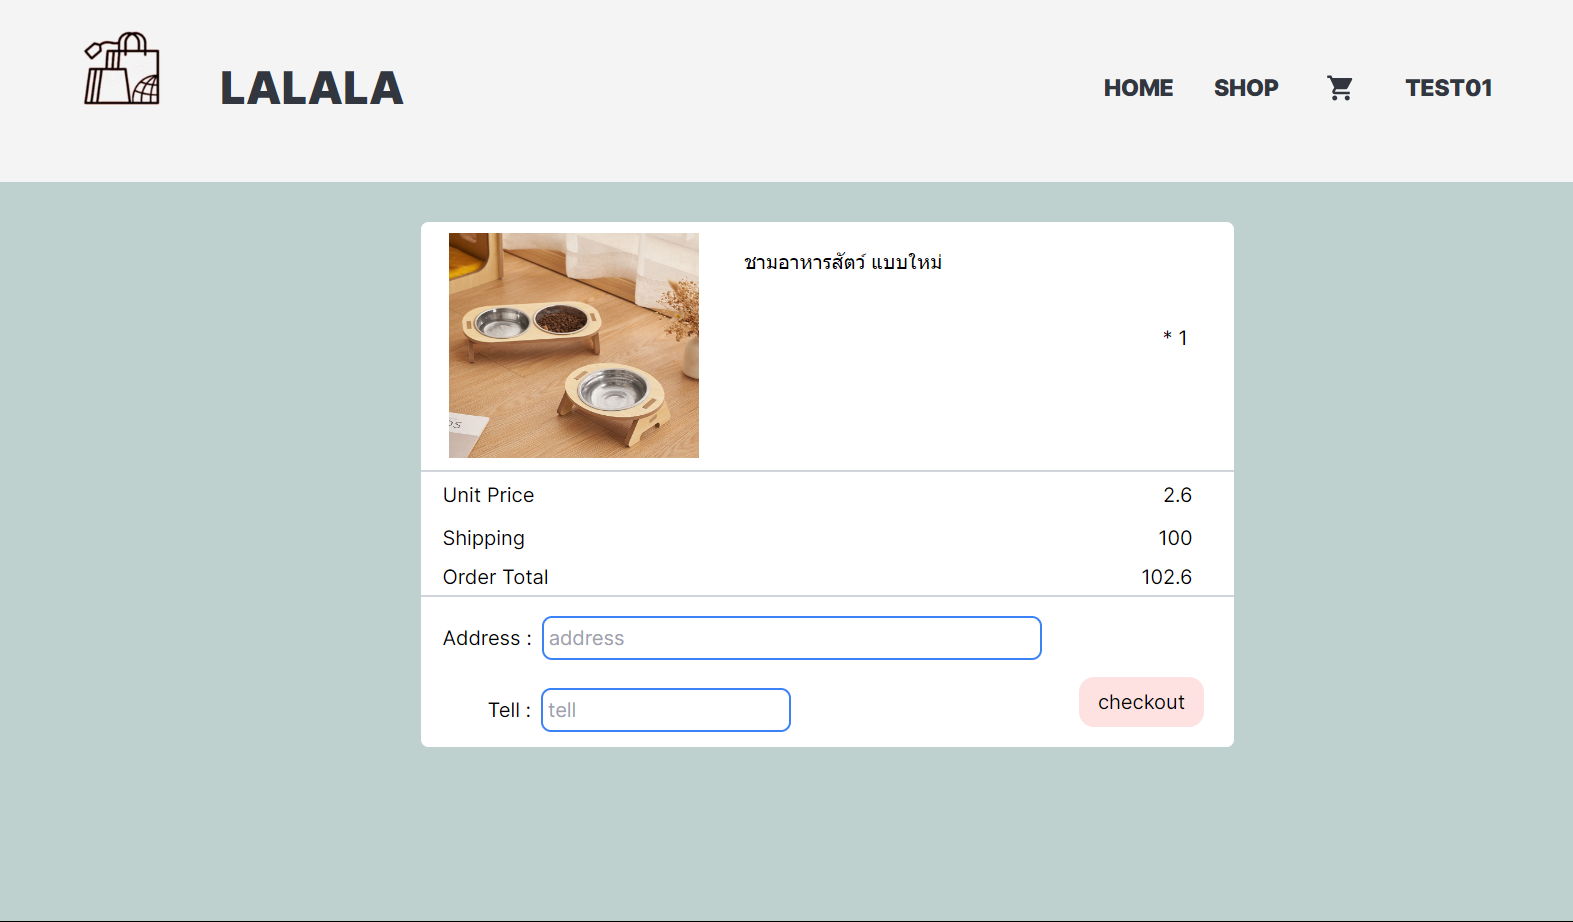 LALALA
HOME SHOP TEST01
ชามอาหารสัตว์ แบบใหม่
* 1
Unit Price 2.6
Shipping 100
Order Total 102.6
Address : address
Tell : tell
checkout